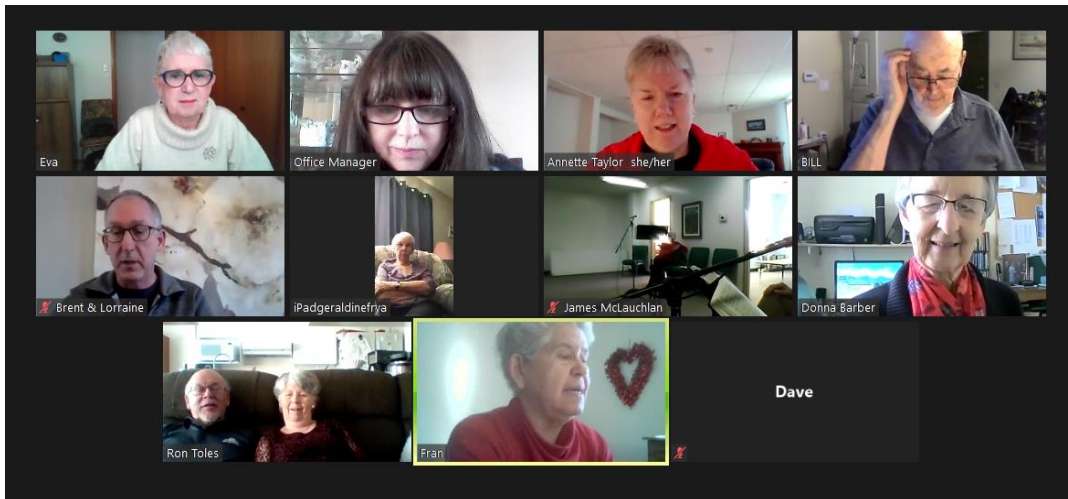 Eva
Office Manager
Annette Taylor she/her
BILL
Brent & Lorraine
iPadgeraldinefrya
James McLauchlan
Donna Barber
Ron Toles
Fran
Dave